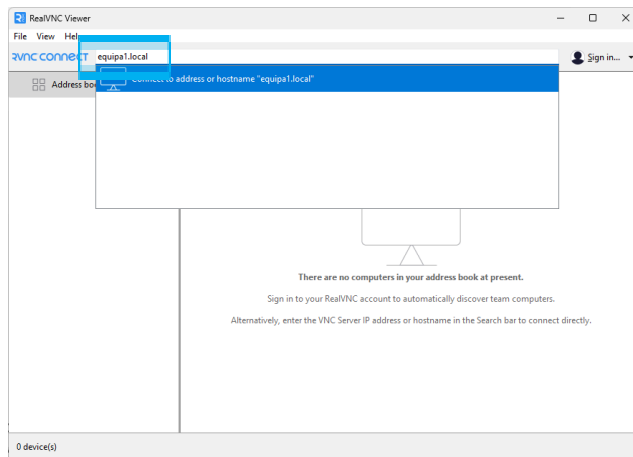 RealVNC Viewer
File View Help
RVNC CONNECT equipa1.local Sign in...
Connect to address or hostname "equipa1.local"
Address boo
There are no computers in your address book at present.
Sign in to your RealVNC account to automatically discover team computers.
Alternatively, enter the VNC Server IP address or hostname in the Search bar to connect directly.
0 device(s)